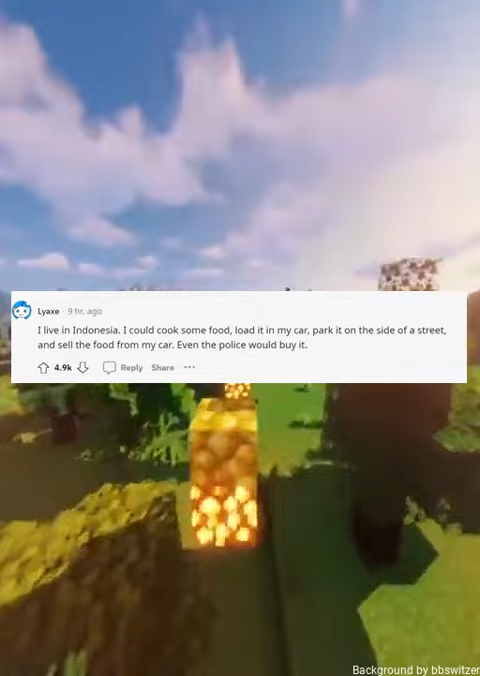 Lyaxe · 9 hr. ago
I live in Indonesia. I could cook some food, load it in my car, park it on the side of a street,
and sell the food from my car. Even the police would buy it.
4.9k Reply Share ···
Background by bbswitzer